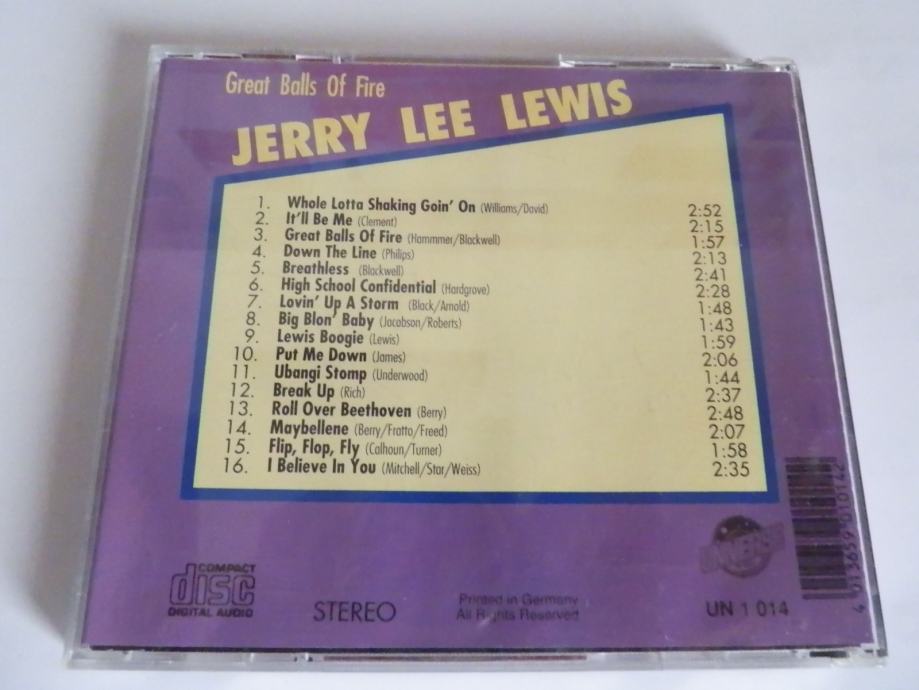 Great Balls Of Fire
JERRY LEE LEWIS
1. Whole Lotta Shaking Goin' On (Williams/David) 2:52
2. It'll Be Me (Clement) 2:15
3. Great Balls Of Fire (Hammmer/Blackwell) 1:57
4. Down The Line (Philips) 2:13
5. Breathless (Blackwell) 2:41
6. High School Confidential (Hardgrove) 2:28
7. Lovin' Up A Storm (Black/Arnold) 1:48
8. Big Blon' Baby (Jacobson/Roberts) 1:43
9. Lewis Boogie (Lewis) 1:59
10. Put Me Down (James) 2:06
11. Ubangi Stomp (Underwood) 1:44
12. Break Up (Rich) 2:37
13. Roll Over Beethoven (Berry) 2:48
14. Maybellene (Berry/Fratto/Freed) 2:07
15. Flip, Flop, Fly (Calhoun/Turner) 1:58
16. I Believe In You (Mitchell/Star/Weiss) 2:35
COMPACT
disc
DIGITAL AUDIO
STEREO
Printed in Germany
All Rights Reserved
UNIVERSE
UN 1 014
4 013659 010142